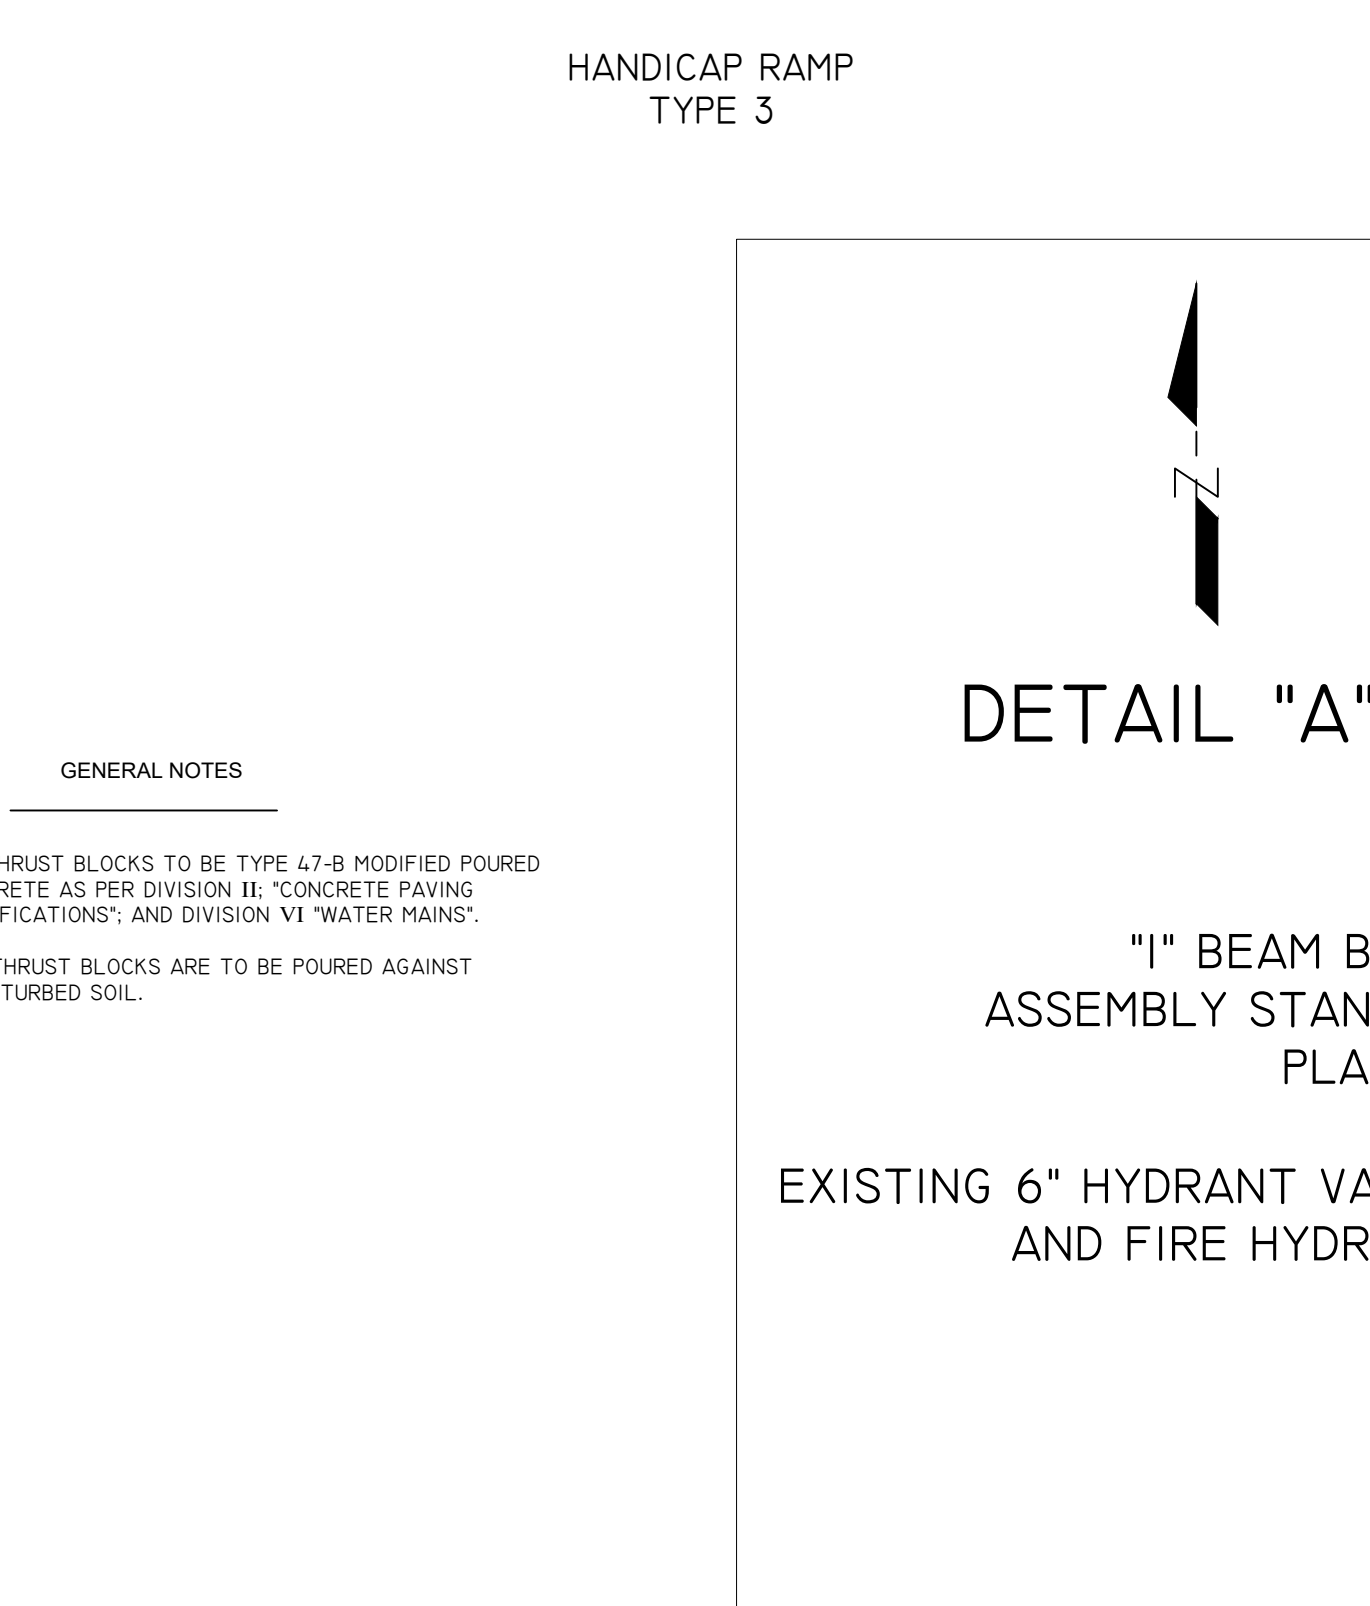 HANDICAP RAMP
TYPE 3
N
DETAIL "A"
GENERAL NOTES
HRUST BLOCKS TO BE TYPE 47-B MODIFIED POURED
RETE AS PER DIVISION II; "CONCRETE PAVING
FICATIONS"; AND DIVISION VI "WATER MAINS".
THRUST BLOCKS ARE TO BE POURED AGAINST
TURBED SOIL.
"I" BEAM B
ASSEMBLY STAN
PLA
EXISTING 6" HYDRANT VA
AND FIRE HYDR